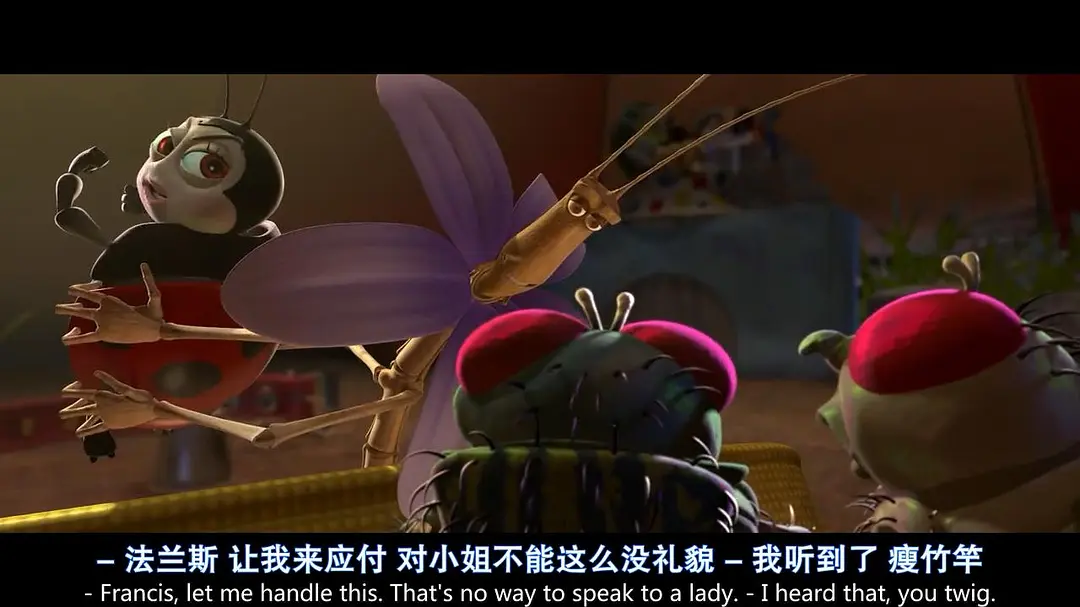 – 法兰斯 让我来应付 对小姐不能这么没礼貌 – 我听到了 瘦竹竿
- Francis, let me handle this. That's no way to speak to a lady. - I heard that, you twig.